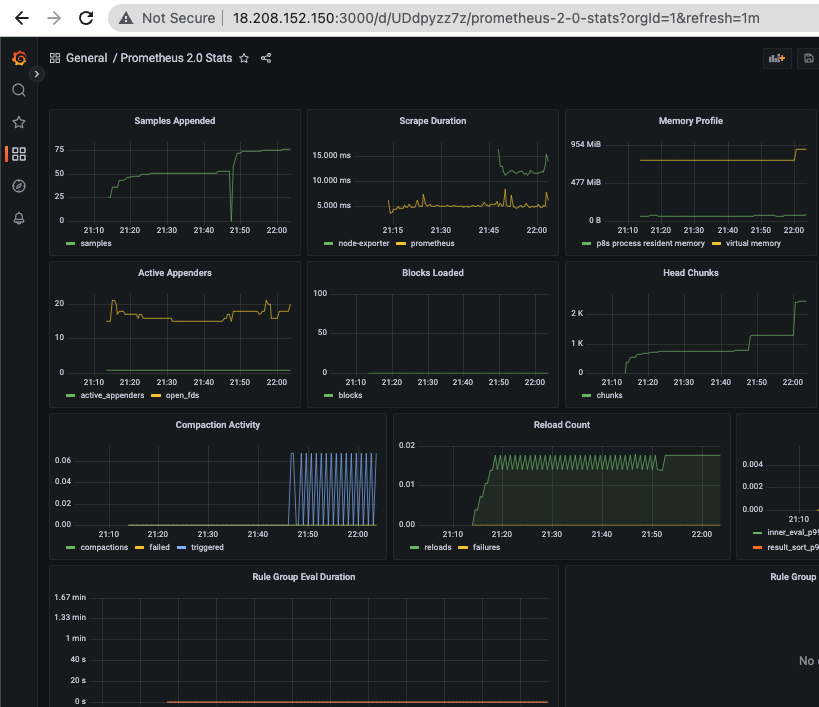 Not Secure | 18.208.152.150:3000/d/UDdpyzz7z/prometheus-2-0-stats?orgId=1&refresh=1m
General / Prometheus 2.0 Stats
Samples Appended
75
50
25
0
21:10 21:20 21:30 21:40 21:50 22:00
samples
Scrape Duration
15.000 ms
10.000 ms
5.000 ms
21:15 21:30 21:45 22:00
node-exporter prometheus
Memory Profile
954 MiB
477 MiB
0 B
21:10 21:20 21:30 21:40 21:50 22:00
p8s process resident memory virtual memory
Active Appenders
20
10
0
21:10 21:20 21:30 21:40 21:50 22:00
active_appenders open_fds
Blocks Loaded
100
50
0
21:10 21:20 21:30 21:40 21:50 22:00
blocks
Head Chunks
2 K
1 K
0
21:10 21:20 21:30 21:40 21:50 22:00
chunks
Compaction Activity
0.06
0.04
0.02
0.00
21:10 21:20 21:30 21:40 21:50 22:00
compactions failed triggered
Reload Count
0.02
0.01
0.00
21:10 21:20 21:30 21:40 21:50 22:00
reloads failures
0.004
0.002
0.000
21:10
inner_eval_p99
result_sort_p9
Rule Group Eval Duration
1.67 min
1.33 min
1 min
40 s
20 s
0 s
Rule Group
No